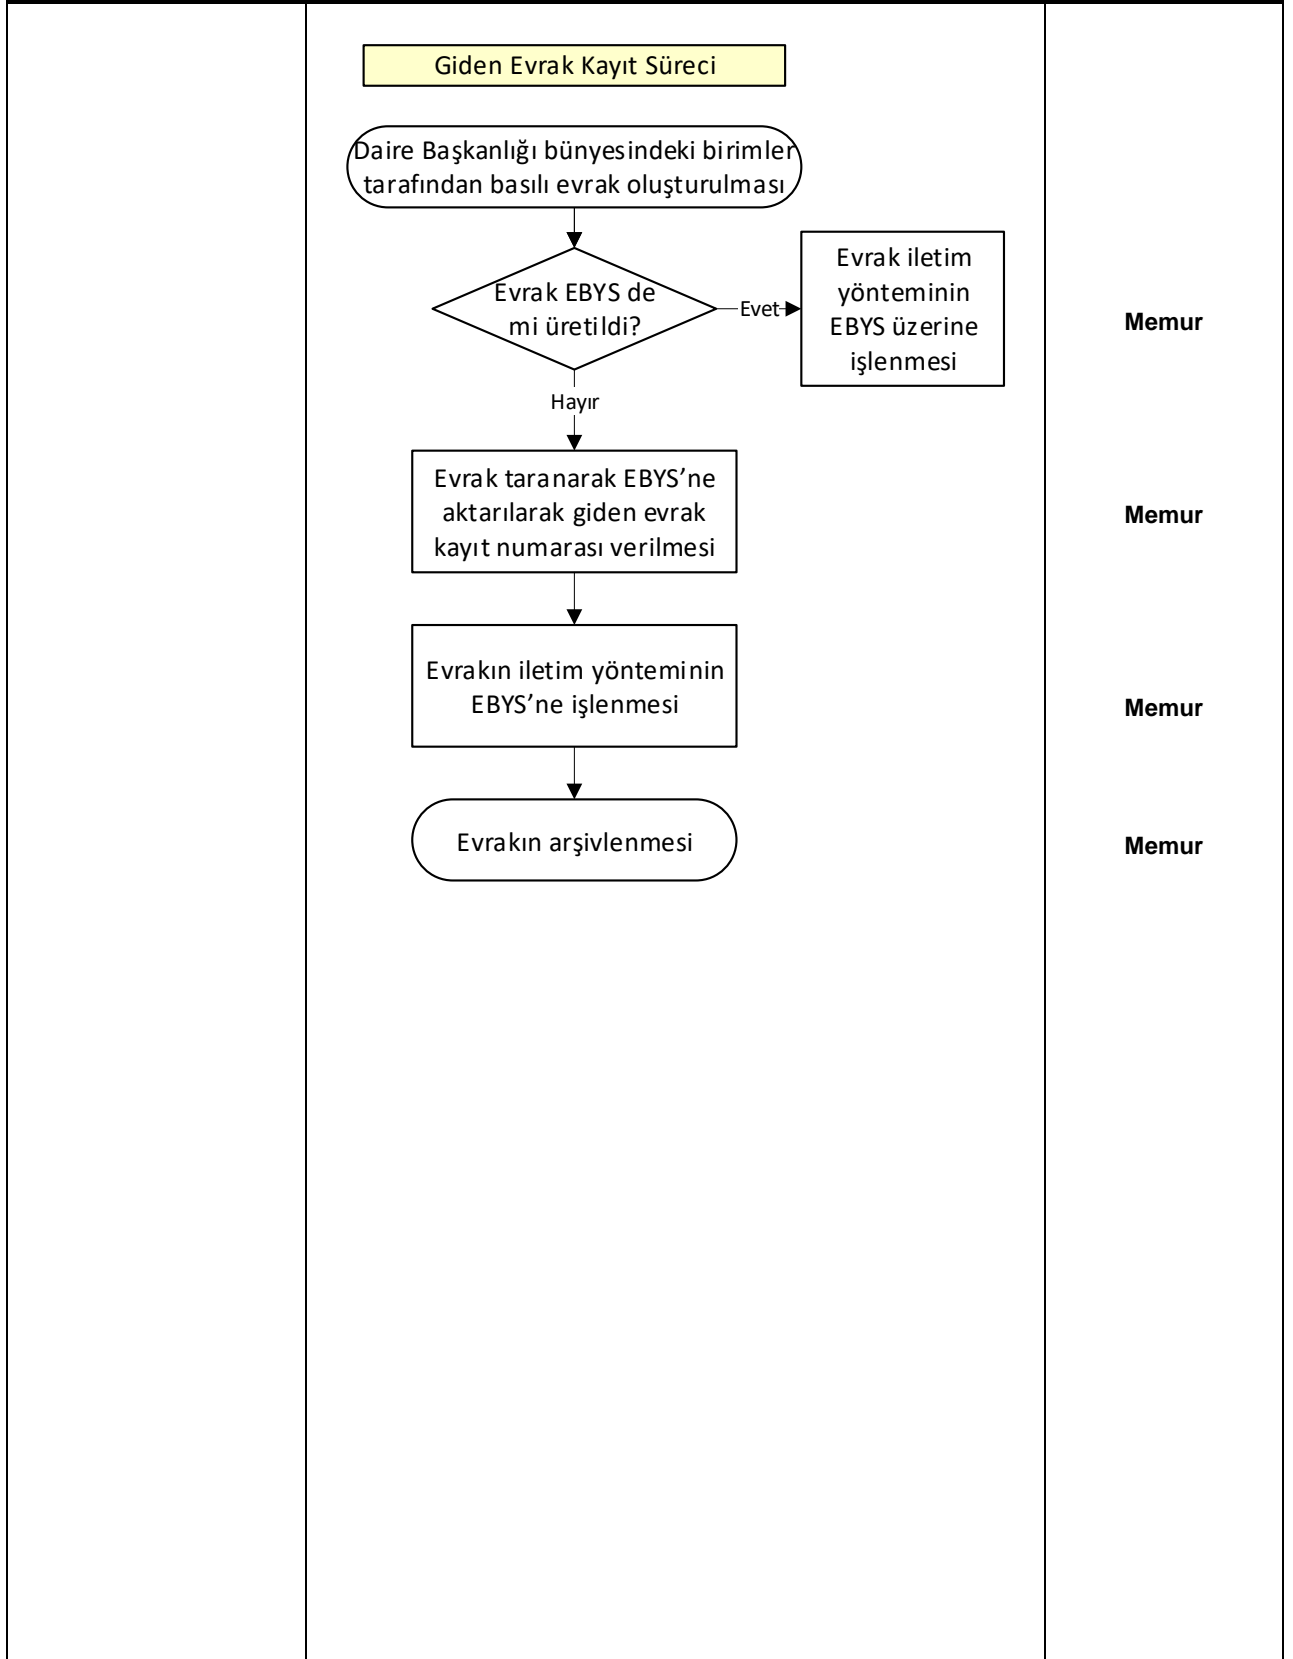 Giden Evrak Kayıt Süreci
Daire Başkanlığı bünyesindeki birimler
tarafından basılı evrak oluşturulması
Evrak EBYS de
mi üretildi?
Evet
Evrak iletim
yönteminin
EBYS üzerine
işlenmesi
Memur
Hayır
Evrak taranarak EBYS’ne
aktarılarak giden evrak
kayıt numarası verilmesi
Memur
Evrakın iletim yönteminin
EBYS’ne işlenmesi
Memur
Evrakın arşivlenmesi
Memur